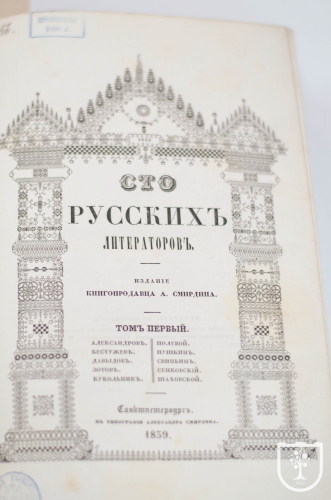 СТО
РУССКИХЪ
ЛИТЕРАТОРОВЪ.
ИЗДАНІЕ
КНИГОПРОДАВЦА А. СМИРДИНА.
ТОМЪ ПЕРВЫЙ.
АЛЕКСАНДРОВЪ. ПОЛЕВОЙ.
БЕСТУЖЕВЪ. ПУШКИНЪ.
ДАВЫДОВЪ. СВИНЬИНЪ.
ЗОТОВЪ. СЕНКОВСКІЙ.
КУКОЛЬНИКЪ. ШАХОВСКОЙ.
Санктпетербургъ.
ВЪ ТИПОГРАФІИ АЛЕКСАНДРА СМИРДИНА.
1839.